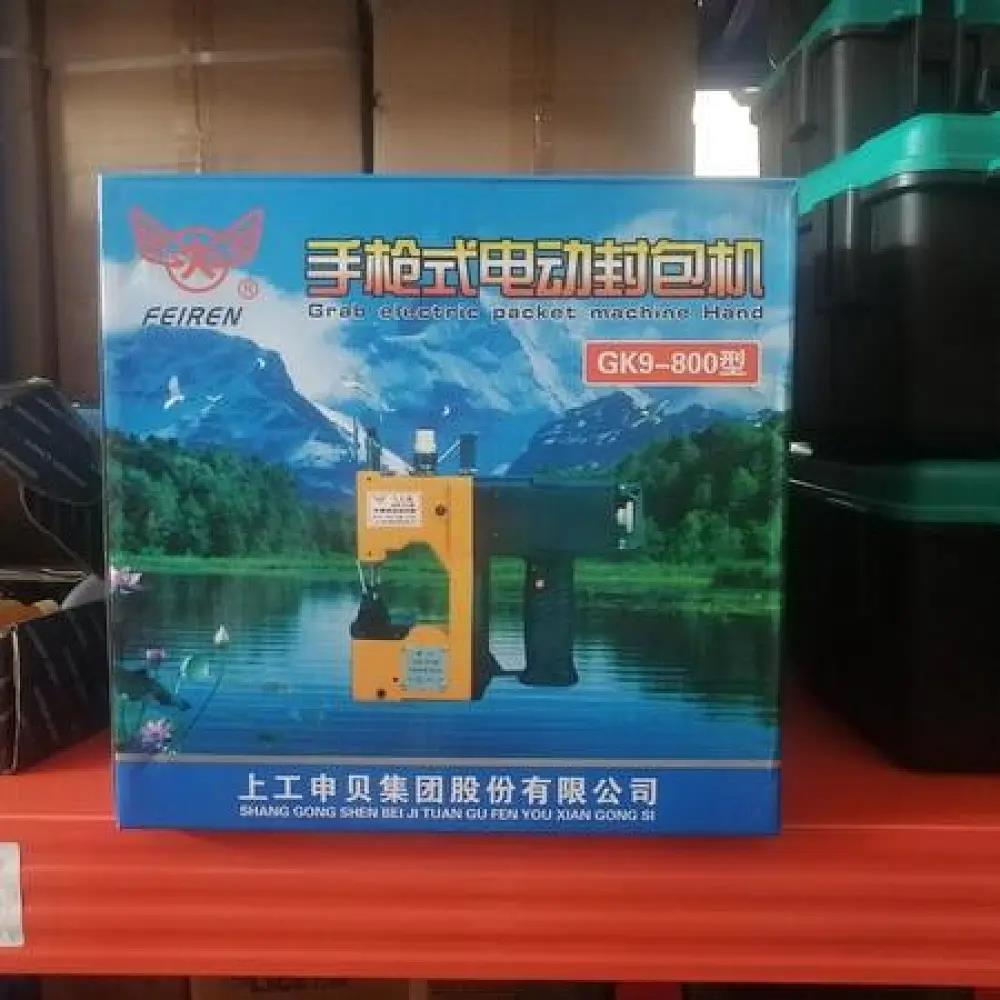 手枪式电动封包机
Grab electric packet machine Hand
FEIREN
GK9-800型
上工申贝集团股份有限公司
SHANG GONG SHEN BEI JI TUAN GU FEN YOU XIAN GONG SI